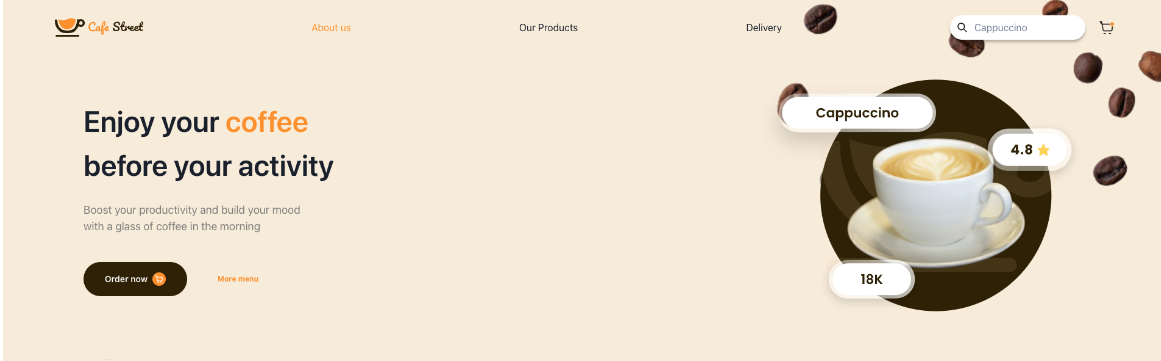 Cafe Street
About us
Our Products
Delivery
Cappuccino
Enjoy your coffee
before your activity
Boost your productivity and build your mood
with a glass of coffee in the morning
Order now
More menu
Cappuccino
4.8
18K